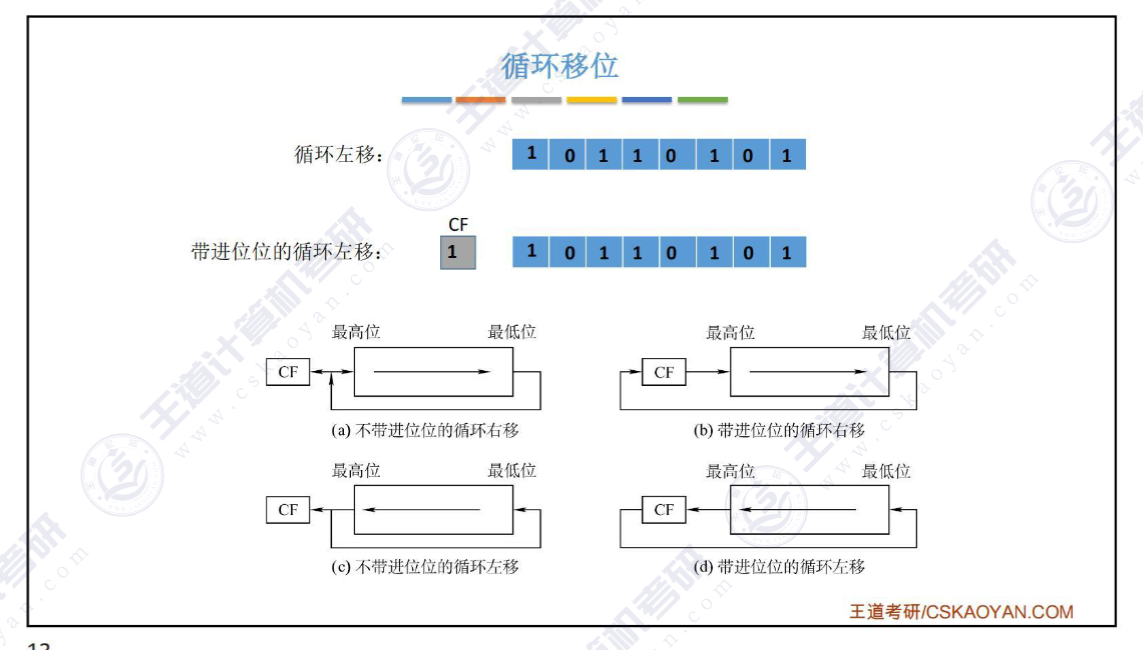 循环移位
循环左移: 1 0 1 1 0 1 0 1
CF
带进位位的循环左移: 1 1 0 1 1 0 1 0 1
最高位 最低位 最高位 最低位
CF CF
(a) 不带进位位的循环右移 (b) 带进位位的循环右移
最高位 最低位 最高位 最低位
CF CF
(c) 不带进位位的循环左移 (d) 带进位位的循环左移
王道考研/CSKAOYAN.COM